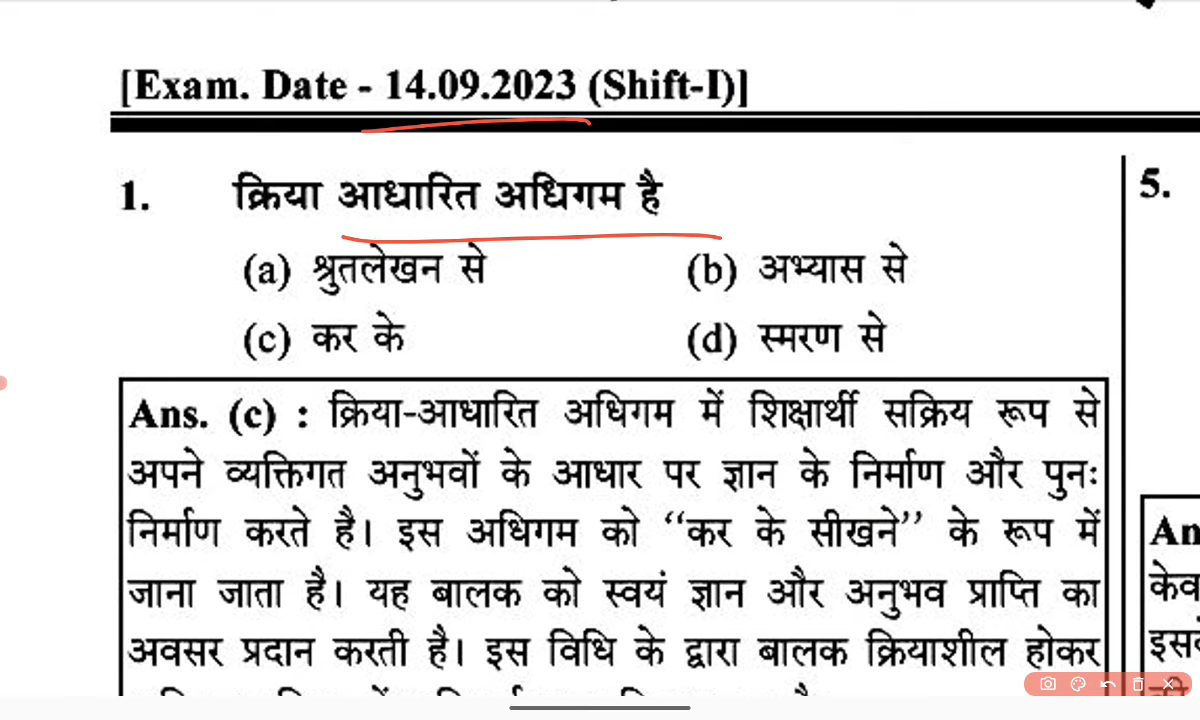 [Exam. Date - 14.09.2023 (Shift-I)]
1. क्रिया आधारित अधिगम है
(a) श्रुतलेखन से (b) अभ्यास से
(c) कर के (d) स्मरण से
Ans. (c) : क्रिया-आधारित अधिगम में शिक्षार्थी सक्रिय रूप से
अपने व्यक्तिगत अनुभवों के आधार पर ज्ञान के निर्माण और पुनः
निर्माण करते है। इस अधिगम को “कर के सीखने” के रूप में
जाना जाता है। यह बालक को स्वयं ज्ञान और अनुभव प्राप्ति का
अवसर प्रदान करती है। इस विधि के द्वारा बालक क्रियाशील होकर
5.